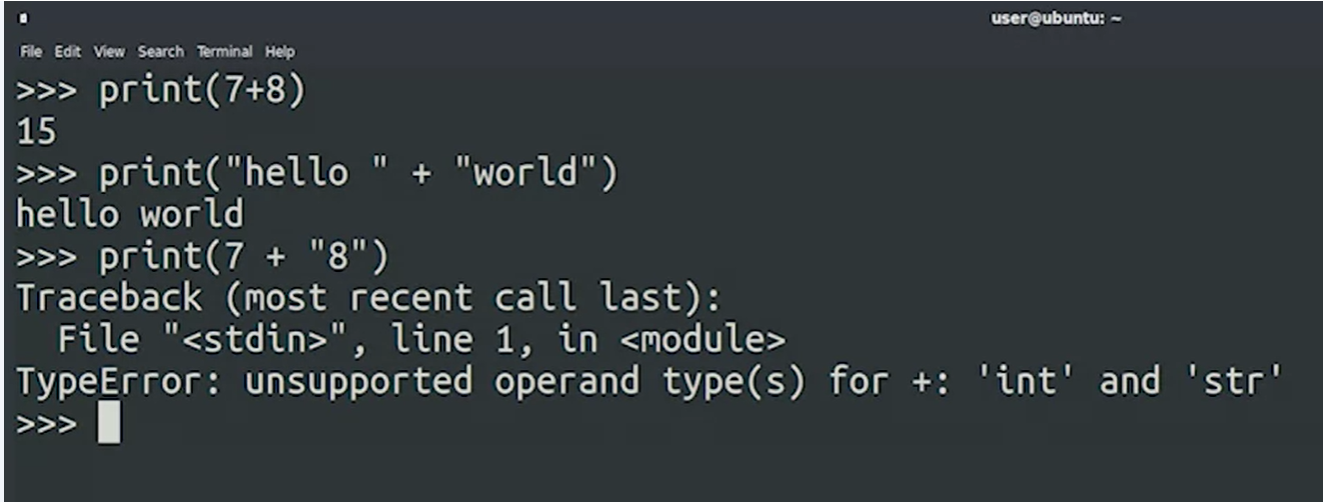 user@ubuntu: ~
File Edit View Search Terminal Help
>>> print(7+8)
15
>>> print("hello " + "world")
hello world
>>> print(7 + "8")
Traceback (most recent call last):
  File "<stdin>", line 1, in <module>
TypeError: unsupported operand type(s) for +: 'int' and 'str'
>>>